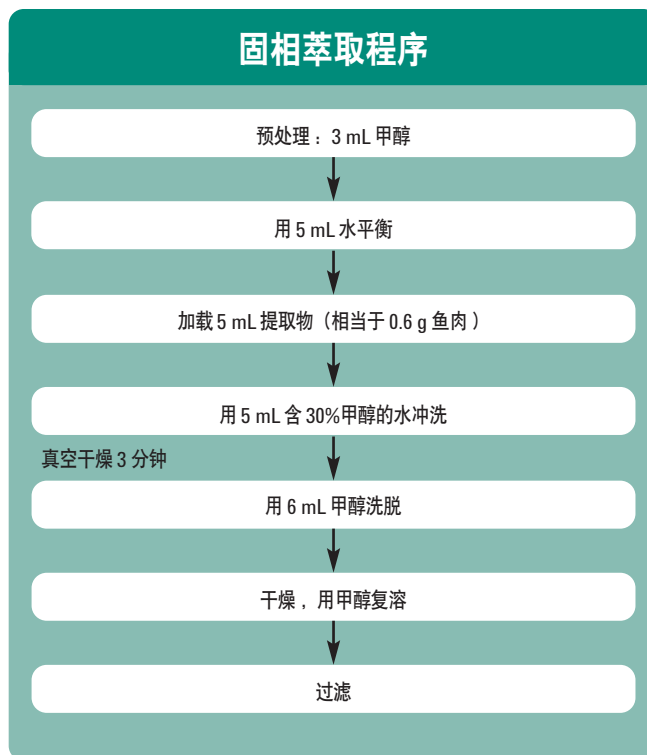 固相萃取程序
预处理：3 mL 甲醇
用 5 mL 水平衡
加载 5 mL 提取物（相当于 0.6 g 鱼肉）
用 5 mL 含 30%甲醇的水冲洗
真空干燥 3 分钟
用 6 mL 甲醇洗脱
干燥，用甲醇复溶
过滤